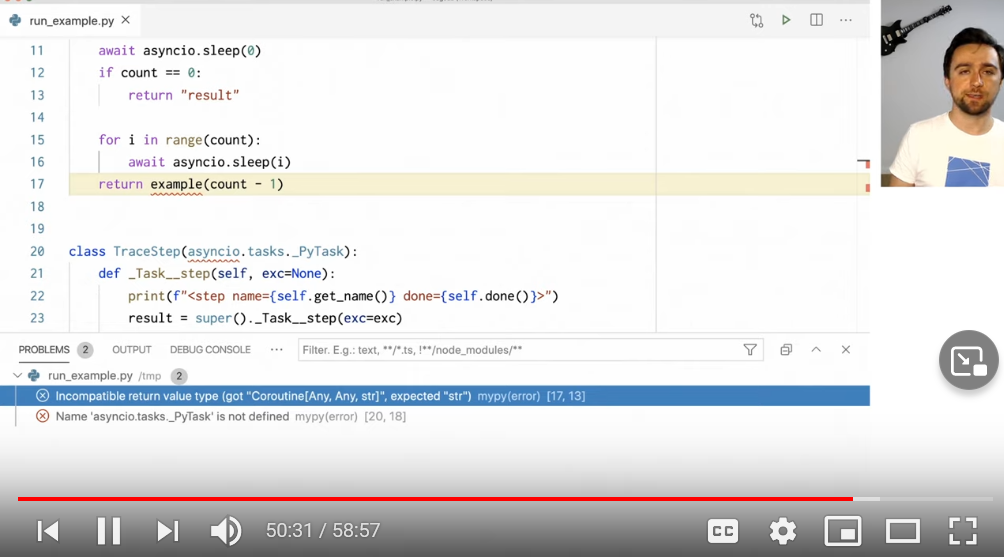 run_example.py
11 await asyncio.sleep(0)
12 if count == 0:
13 return "result"
14
15 for i in range(count):
16 await asyncio.sleep(i)
17 return example(count - 1)
18
19
20 class TraceStep(asyncio.tasks._PyTask):
21 def _Task__step(self, exc=None):
22 print(f"<step name={self.get_name()} done={self.done()}>")
23 result = super()._Task__step(exc=exc)
PROBLEMS 2 OUTPUT DEBUG CONSOLE ··· Filter. E.g.: text, **/*.ts, !**/node_modules/**
run_example.py /tmp 2
Incompatible return value type (got "Coroutine[Any, Any, str]", expected "str") mypy(error) [17, 13]
Name 'asyncio.tasks._PyTask' is not defined mypy(error) [20, 18]
50:31 / 58:57 CC